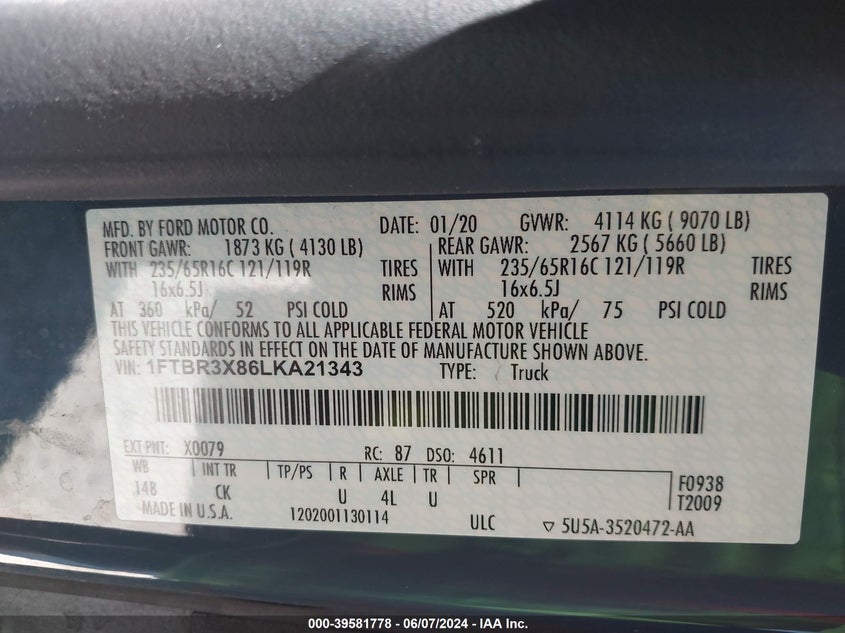 MFD. BY FORD MOTOR CO. DATE: 01/20 GVWR: 4114 KG ( 9070 LB)
FRONT GAWR: 1873 KG ( 4130 LB) REAR GAWR: 2567 KG ( 5660 LB)
WITH 235/65R16C 121/119R TIRES WITH 235/65R16C 121/119R TIRES
16x6.5J RIMS 16x6.5J RIMS
AT 360 kPa/ 52 PSI COLD AT 520 kPa/ 75 PSI COLD
THIS VEHICLE CONFORMS TO ALL APPLICABLE FEDERAL MOTOR VEHICLE
SAFETY STANDARDS IN EFFECT ON THE DATE OF MANUFACTURE SHOWN ABOVE.
VIN: 1FTBR3X86LKA21343 TYPE: Truck
EXT PNT: X0079 RC: 87 DSO: 4611
WB INT TR TP/PS R AXLE TR SPR F0938
148 CK U 4L U T2009
MADE IN U.S.A. 1202001130114 ULC ▽ 5U5A-3520472-AA
000-39581778 - 06/07/2024 - IAA Inc.